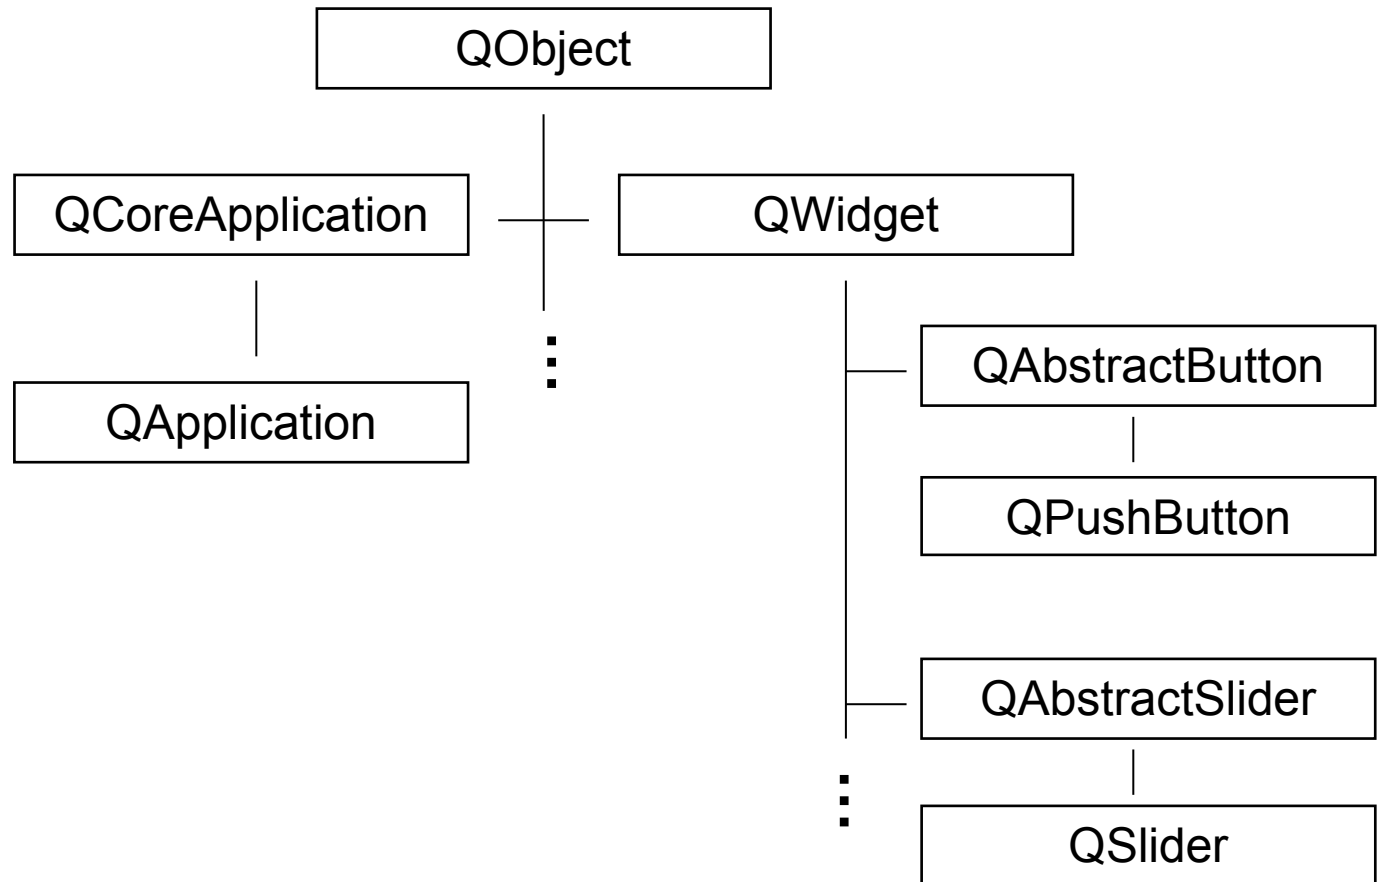 QObject
QCoreApplication
QWidget
QAbstractButton
QApplication
QPushButton
QAbstractSlider
QSlider